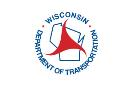 WISCONSIN
DEPARTMENT OF TRANSPORTATION